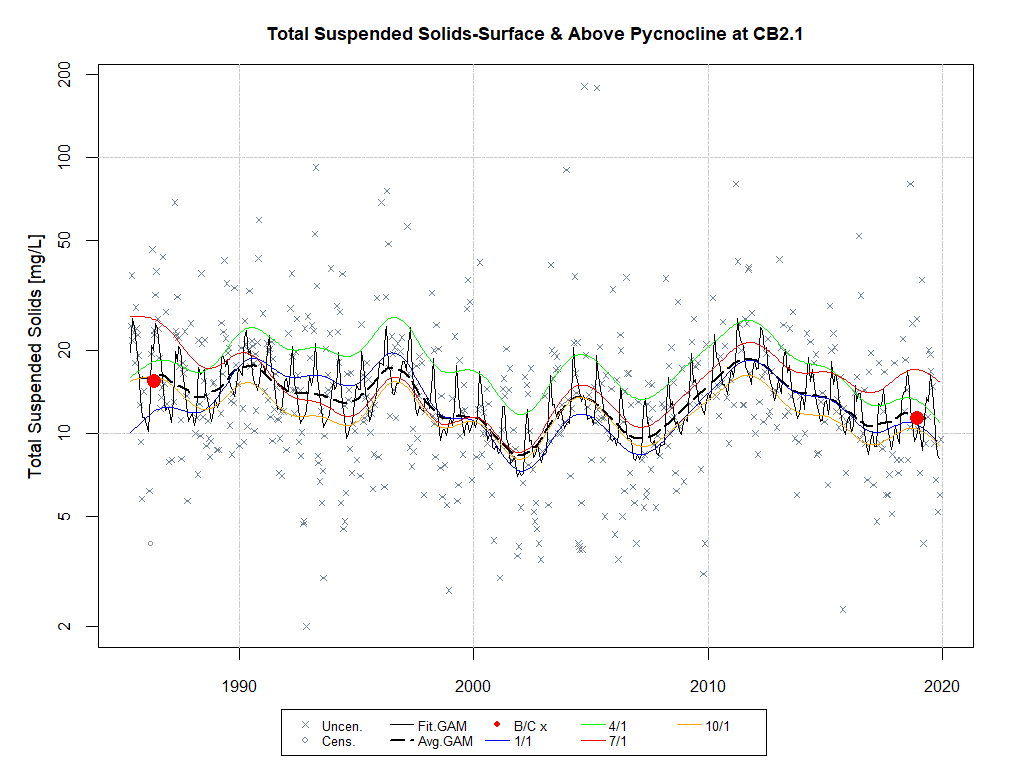 Total Suspended Solids-Surface & Above Pycnocline at CB2.1
Total Suspended Solids [mg/L]
200
100
50
20
10
5
2
1990 2000 2010 2020
Uncen. Fit.GAM B/C x 4/1 10/1
Cens. Avg.GAM 1/1 7/1